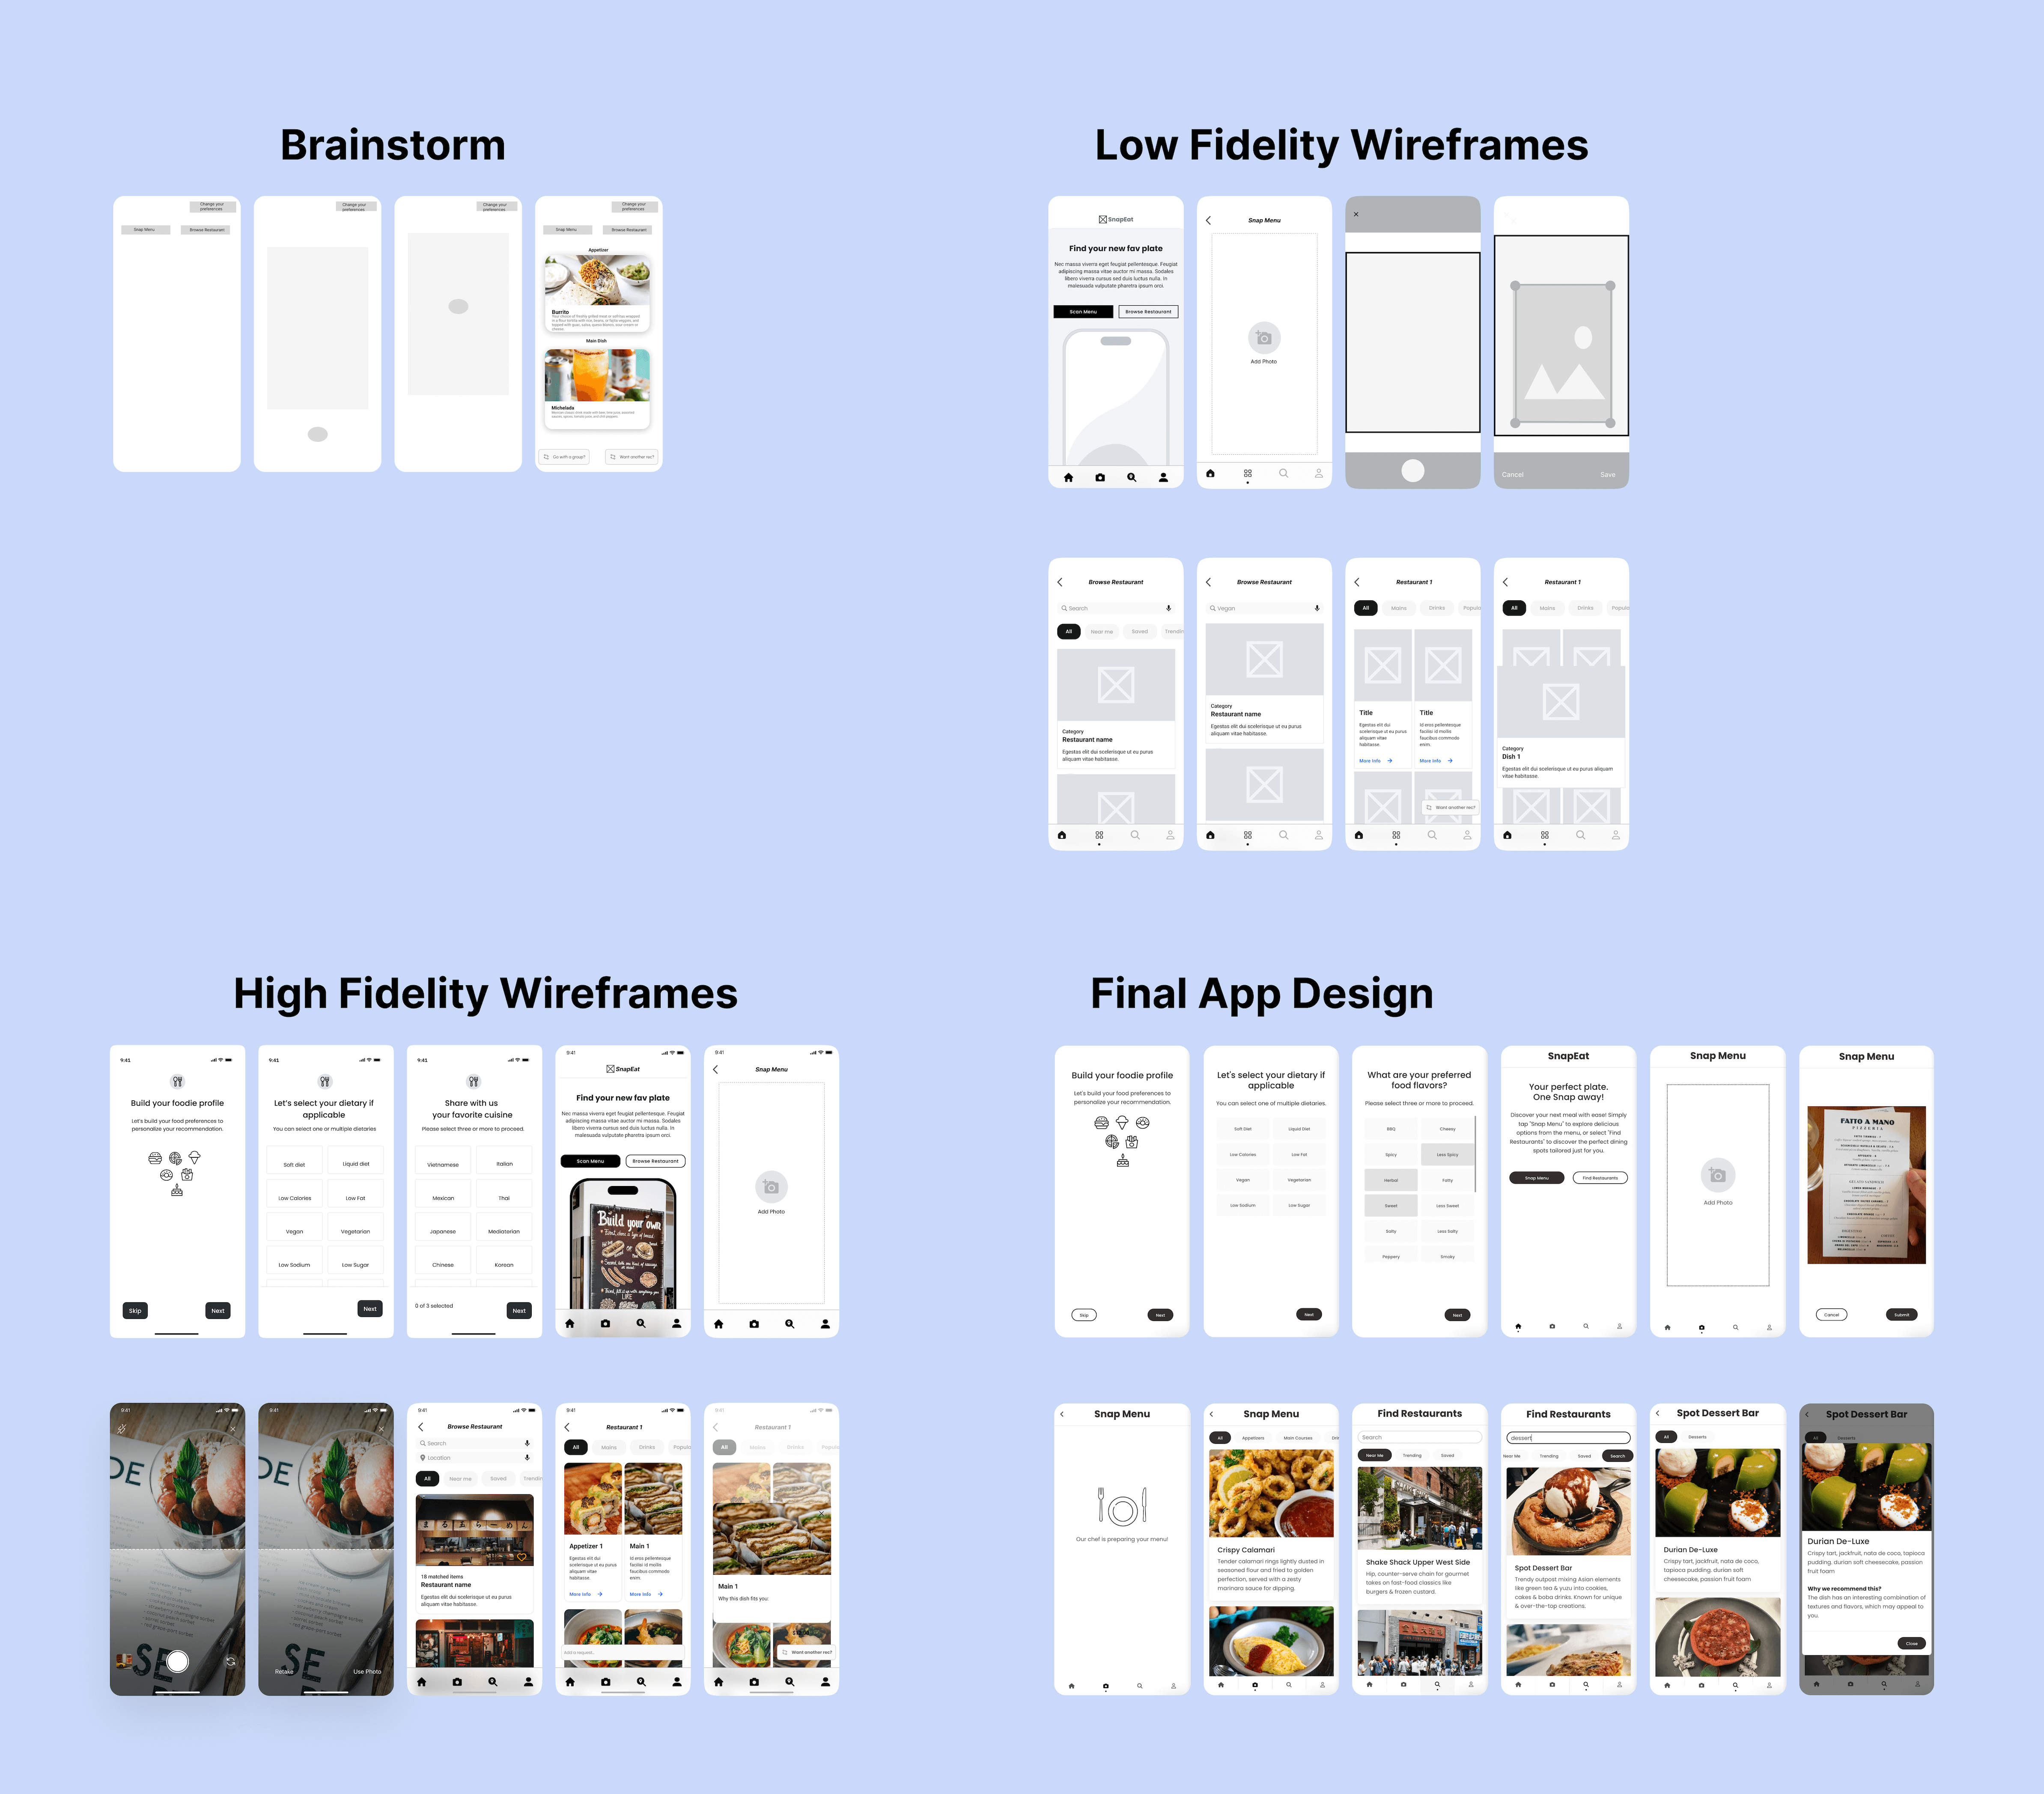 Brainstorm
Change your
preferences
Snap Menu
Browse Restaurant
Change your
preferences
Change your
preferences
Change your
preferences
Snap Menu
Browse Restaurant
Appetizer
Burrito
Main Dish
Michelada
Go with a group?
Want another rec?
Low Fidelity Wireframes
SnapEat
Find your new fav plate
Nec massa viverra eget feugiat pellentesque. Feugiat
adipiscing massa vitae auctor mi massa. Sodales
libero viverra cursus sed duis luctus nulla. In
malesuada vulputate pharetra ipsum orci.
Scan Menu
Browse Restaurant
Snap Menu
Add Photo
Cancel
Save
Browse Restaurant
Search
All
Near me
Saved
Trendin
Category
Restaurant name
Egestas elit dui scelerisque ut eu purus
aliquam vitae habitasse.
Browse Restaurant
Vegan
Category
Restaurant name
Egestas elit dui scelerisque ut eu purus
aliquam vitae habitasse.
Restaurant 1
All
Mains
Drinks
Popula
Title
Egestas elit dui
scelerisque ut eu purus
aliquam vitae
habitasse.
More info
Title
Id eros pellentesque
facilisi id mollis
faucibus commodo
enim.
More info
Want another rec?
Restaurant 1
All
Mains
Drinks
Popula
Category
Dish 1
Egestas elit dui scelerisque ut eu purus aliquam
vitae habitasse.
High Fidelity Wireframes
9:41
Build your foodie profile
Let's build your food preferences to
personalize your recommendation.
Skip
Next
9:41
Let's select your dietary if
applicable
You can select one or multiple dietaries
Soft diet
Liquid diet
Low Calories
Low Fat
Vegan
Vegetarian
Low Sodium
Low Sugar
Next
9:41
Share with us
your favorite cuisine
Please select three or more to proceed.
Vietnamese
Italian
Mexican
Thai
Japanese
Mediaterian
Chinese
Korean
0 of 3 selected
Next
9:41
SnapEat
Find your new fav plate
Nec massa viverra eget feugiat pellentesque. Feugiat
adipiscing massa vitae auctor mi massa. Sodales
libero viverra cursus sed duis luctus nulla. In
malesuada vulputate pharetra ipsum orci.
Scan Menu
Browse Restaurant
Build your own
9:41
Snap Menu
Add Photo
9:41
DE
SE
9:41
DE
SE
Retake
Use Photo
9:41
Browse Restaurant
Search
Location
All
Near me
Saved
Trendin
18 matched items
Restaurant name
Egestas elit dui scelerisque ut eu purus
aliquam vitae habitasse.
9:41
Restaurant 1
All
Mains
Drinks
Popula
Appetizer 1
Egestas elit dui
scelerisque ut eu purus
aliquam vitae
habitasse.
More info
Main 1
Id eros pellentesque
facilisi id mollis
faucibus commodo
enim.
More info
Add a request...
9:41
Restaurant 1
All
Mains
Drinks
Popula
Main 1
Why this dish fits you.
Want another rec?
Final App Design
Build your foodie profile
Let's build your food preferences to
personalize your recommendation.
Skip
Next
Let's select your dietary if
applicable
You can select one of multiple dietaries.
Soft Diet
Liquid Diet
Low Calories
Low Fat
Vegan
Vegetarian
Low Sodium
Low Sugar
Next
What are your preferred
food flavors?
Please select three or more to proceed.
BBQ
Cheewy
Spicy
Less Spicy
Herbal
Fatty
Sweet
Less Sweet
Salty
Less Salty
Peppery
Smoky
Next
SnapEat
Your perfect plate.
One Snap away!
Discover your next meal with ease! Simply
tap "Snap Menu" to explore delicious
options from the menu, or select "Find
Restaurants" to discover the perfect dining
spots tailored just for you.
Snap Menu
Find Restaurants
Snap Menu
Add Photo
Snap Menu
FATTO A MANO
PIZZERIA
Cancel
Submit
Snap Menu
Our chef is preparing your menu!
Snap Menu
All
Appetizers
Main Courses
Drin
Crispy Calamari
Tender calamari rings lightly dusted in
seasoned flour and fried to golden
perfection, served with a zesty
marinara sauce for dipping.
Find Restaurants
Search
Near Me
Trending
Saved
Shake Shack Upper West Side
Hip, counter-serve chain for gourmet
takes on fast-food classics like
burgers & frozen custard.
Find Restaurants
dessert
Near Me
Trending
Saved
Search
Spot Dessert Bar
Trendy outpost mixing Asian elements
like green tea & yuzu into cookies,
cakes & boba drinks. Known for unique
& over-the-top creations.
Spot Dessert Bar
All
Desserts
Durian De-Luxe
Crispy tart, jackfruit, nata de coco,
tapioca pudding. durian soft
cheesecake, passion fruit foam
Spot Dessert Bar
All
Desserts
Durian De-Luxe
Crispy tart, jackfruit, nata de coco, tapioca
pudding. durian soft cheesecake, passion
fruit foam
Why we recommend this?
The dish has an interesting combination of
textures and flavors, which may appeal to
you.
Close